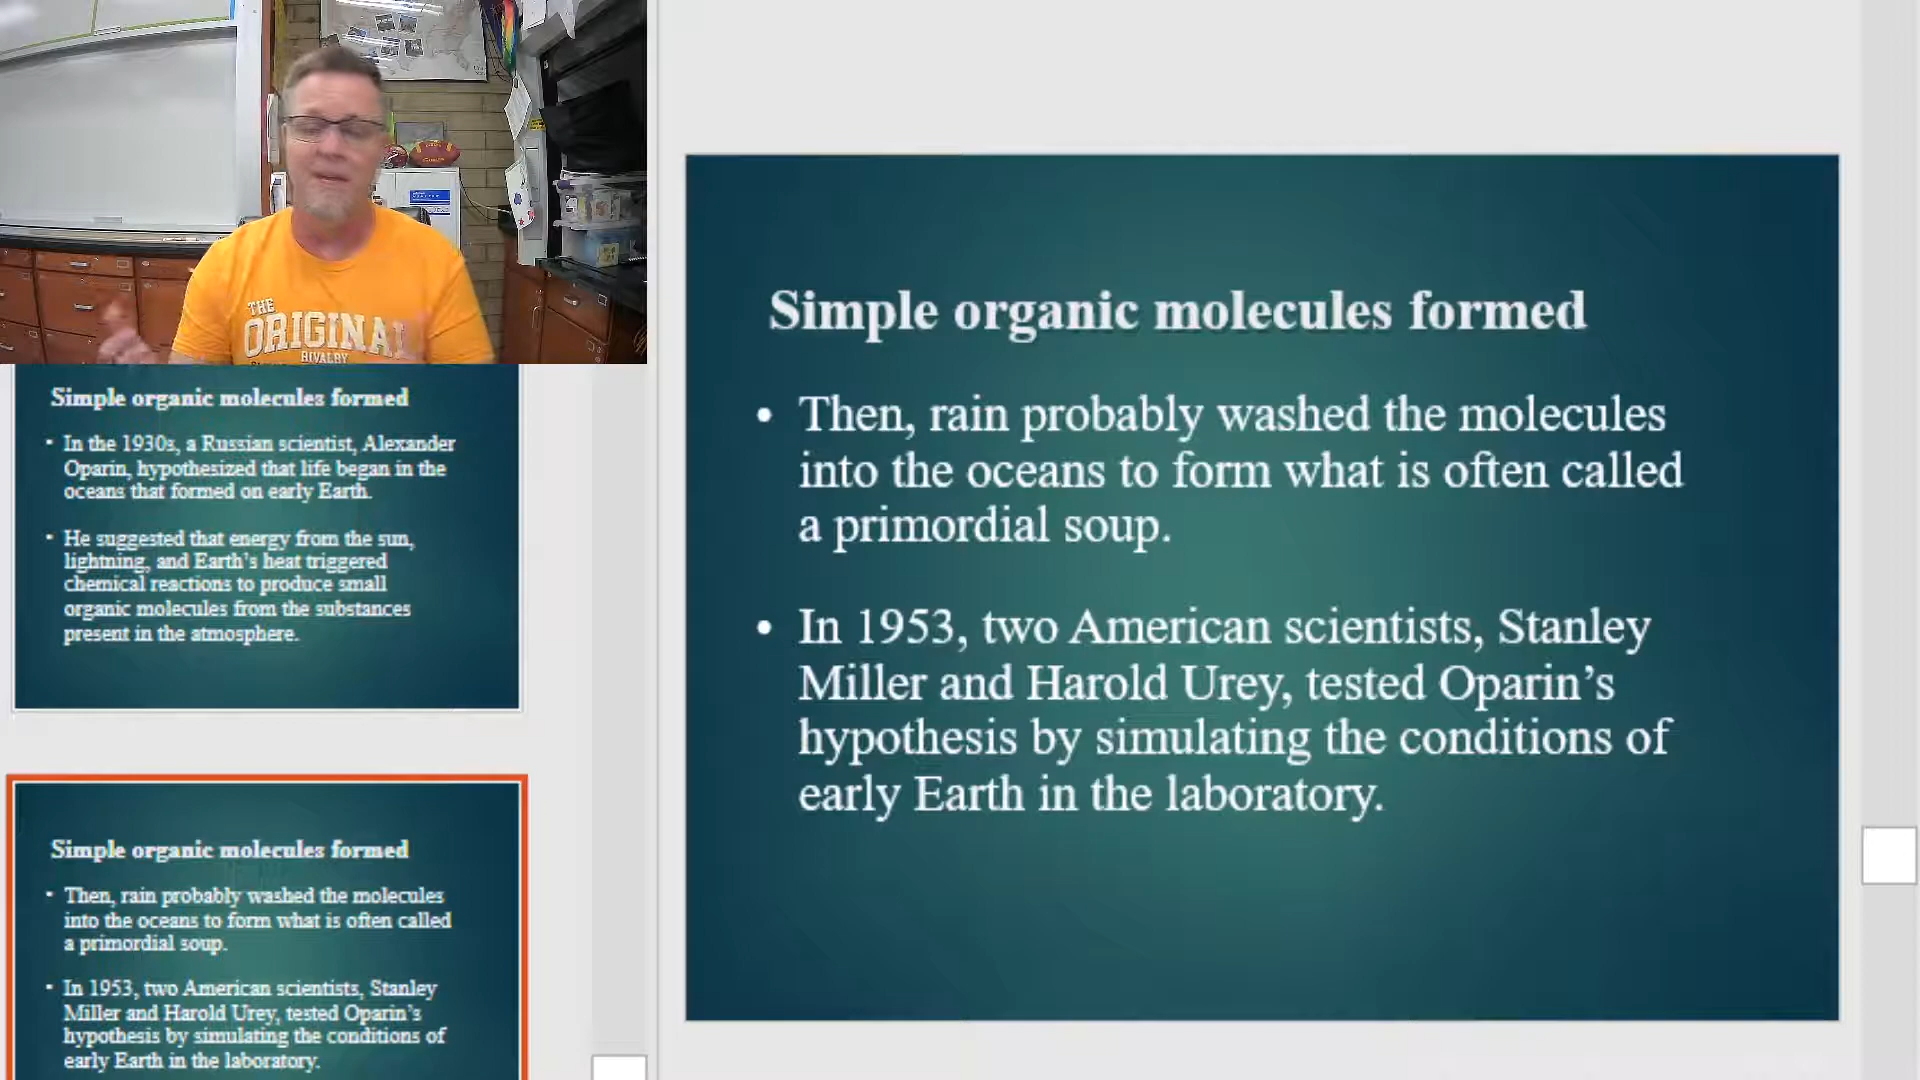 THE
ORIGINAL
RIVALRY
Simple organic molecules formed
• In the 1930s, a Russian scientist, Alexander
Oparin, hypothesized that life began in the
oceans that formed on early Earth.
• He suggested that energy from the sun,
lightning, and Earth's heat triggered
chemical reactions to produce small
organic molecules from the substances
present in the atmosphere.
Simple organic molecules formed
• Then, rain probably washed the molecules
into the oceans to form what is often called
a primordial soup.
• In 1953, two American scientists, Stanley
Miller and Harold Urey, tested Oparin's
hypothesis by simulating the conditions of
early Earth in the laboratory.
Simple organic molecules formed
• Then, rain probably washed the molecules
into the oceans to form what is often called
a primordial soup.
• In 1953, two American scientists, Stanley
Miller and Harold Urey, tested Oparin’s
hypothesis by simulating the conditions of
early Earth in the laboratory.